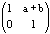 ( 1 a + b )
( 0 1 )